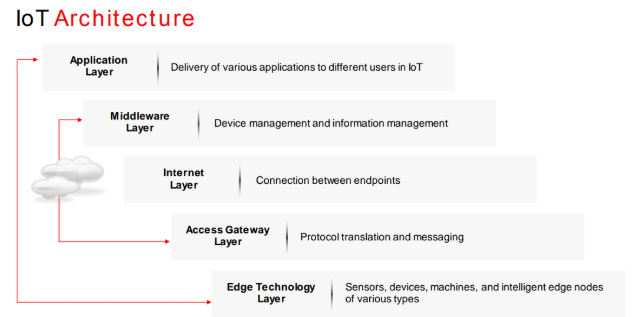 IoT Architecture
Application
Layer
Delivery of various applications to different users in IoT
Middleware
Layer
Device management and information management
Internet
Layer
Connection between endpoints
Access Gateway
Layer
Protocol translation and messaging
Edge Technology
Layer
Sensors, devices, machines, and intelligent edge nodes
of various types